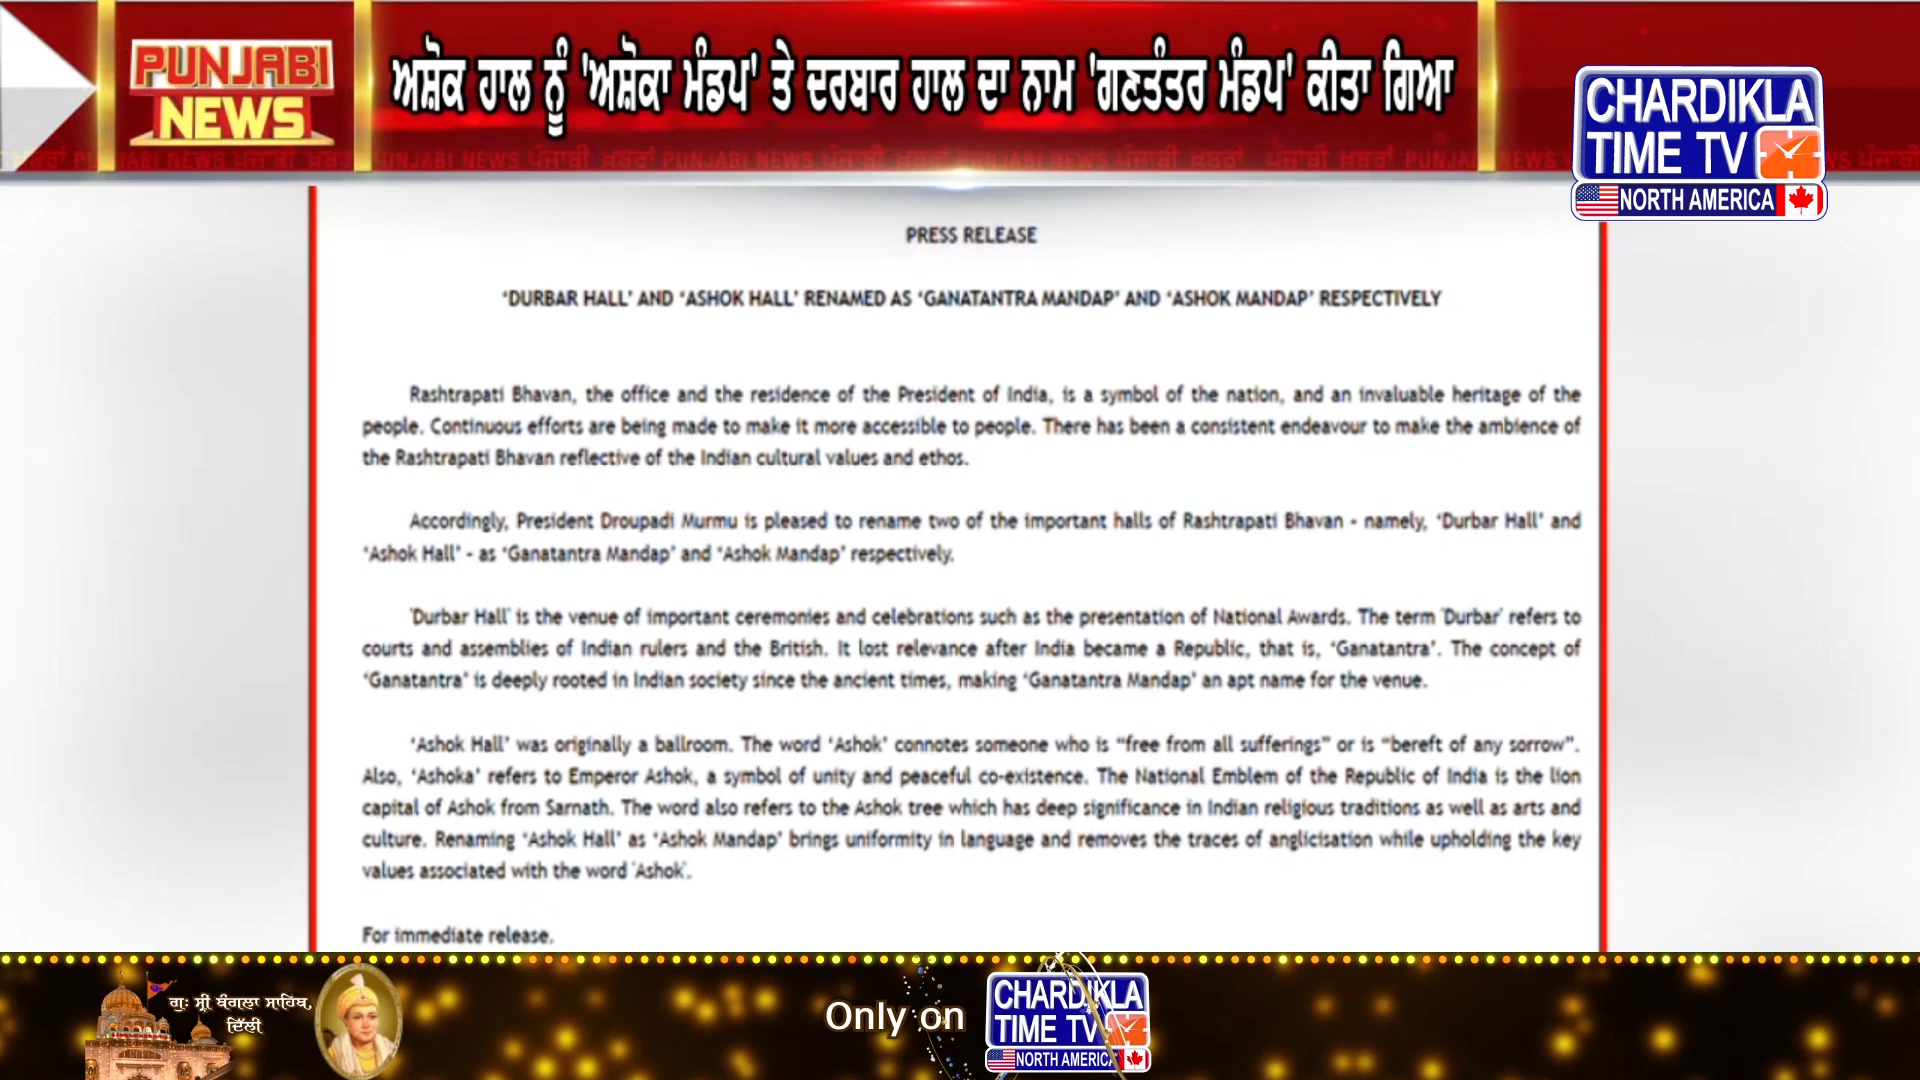 PUNJABI
NEWS
ਅਸ਼ੋਕ ਹਾਲ ਨੂੰ 'ਅਸ਼ੋਕਾ ਮੰਡਪ' ਤੇ ਦਰਬਾਰ ਹਾਲ ਦਾ ਨਾਮ 'ਗਣਤੰਤਰ ਮੰਡਪ' ਕੀਤਾ ਗਿਆ
CHARDIKLA
TIME TV
NORTH AMERICA
PUNJABI NEWS ਪੰਜਾਬੀ ਖ਼ਬਰਾਂ PUNJABI NEWS ਪੰਜਾਬੀ ਖ਼ਬਰਾਂ
PRESS RELEASE
‘DURBAR HALL’ AND ‘ASHOK HALL’ RENAMED AS ‘GANATANTRA MANDAP’ AND ‘ASHOK MANDAP’ RESPECTIVELY
Rashtrapati Bhavan, the office and the residence of the President of India, is a symbol of the nation, and an invaluable heritage of the
people. Continuous efforts are being made to make it more accessible to people. There has been a consistent endeavour to make the ambience of
the Rashtrapati Bhavan reflective of the Indian cultural values and ethos.
Accordingly, President Droupadi Murmu is pleased to rename two of the important halls of Rashtrapati Bhavan - namely, ‘Durbar Hall’ and
‘Ashok Hall’ - as ‘Ganatantra Mandap’ and ‘Ashok Mandap’ respectively.
'Durbar Hall' is the venue of important ceremonies and celebrations such as the presentation of National Awards. The term 'Durbar' refers to
courts and assemblies of Indian rulers and the British. It lost relevance after India became a Republic, that is, ‘Ganatantra’. The concept of
‘Ganatantra’ is deeply rooted in Indian society since the ancient times, making ‘Ganatantra Mandap’ an apt name for the venue.
‘Ashok Hall’ was originally a ballroom. The word ‘Ashok’ connotes someone who is “free from all sufferings” or is “bereft of any sorrow”.
Also, ‘Ashoka’ refers to Emperor Ashok, a symbol of unity and peaceful co-existence. The National Emblem of the Republic of India is the lion
capital of Ashok from Sarnath. The word also refers to the Ashok tree which has deep significance in Indian religious traditions as well as arts and
culture. Renaming ‘Ashok Hall’ as ‘Ashok Mandap’ brings uniformity in language and removes the traces of anglicisation while upholding the key
values associated with the word 'Ashok'.
For immediate release.
ਗੁਃ ਸ੍ਰੀ ਬੰਗਲਾ ਸਾਹਿਬ,
ਦਿੱਲੀ
Only on
CHARDIKLA
TIME TV
NORTH AMERICA